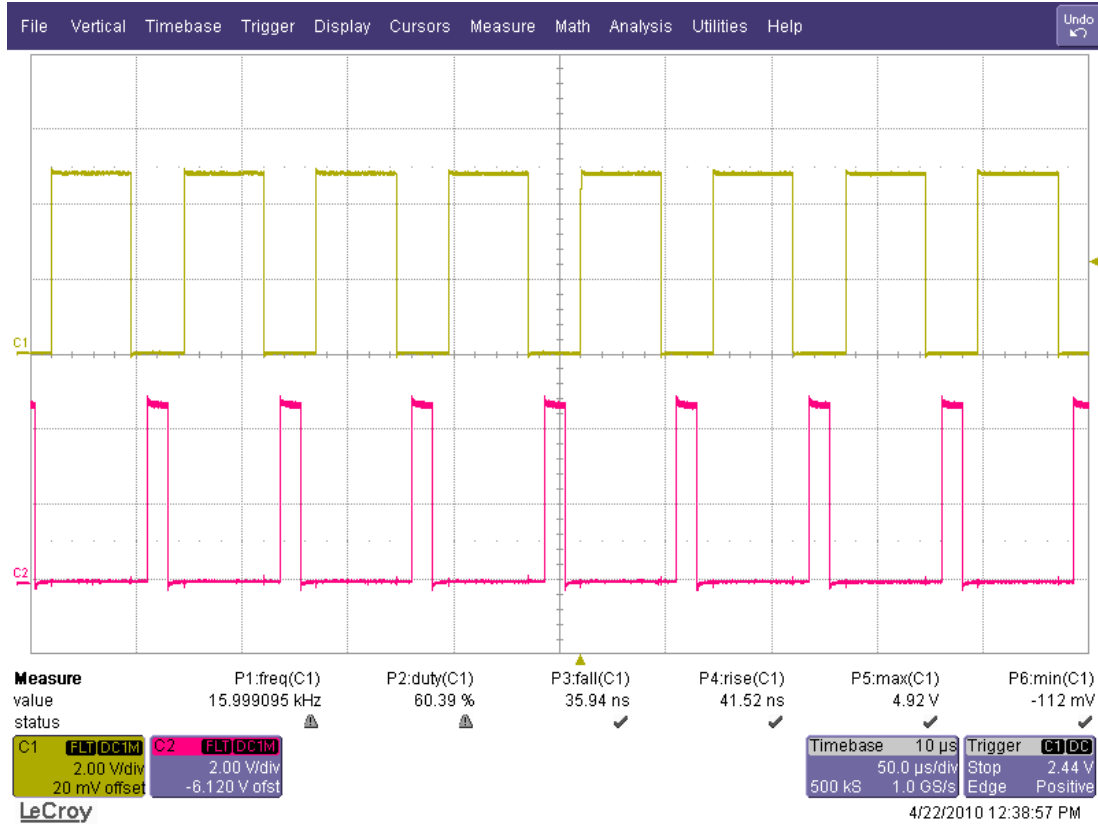 File Vertical Timebase Trigger Display Cursors Measure Math Analysis Utilities Help Undo
C1
C2
Measure P1:freq(C1) P2:duty(C1) P3:fall(C1) P4:rise(C1) P5:max(C1) P6:min(C1)
value 15.999095 kHz 60.39 % 35.94 ns 41.52 ns 4.92 V -112 mV
status
C1 FLT DC1M C2 FLT DC1M Timebase 10 µs Trigger C1 DC
2.00 V/div 2.00 V/div 50.0 µs/div Stop 2.44 V
20 mV offset -6.120 V ofst 500 kS 1.0 GS/s Edge Positive
LeCroy 4/22/2010 12:38:57 PM